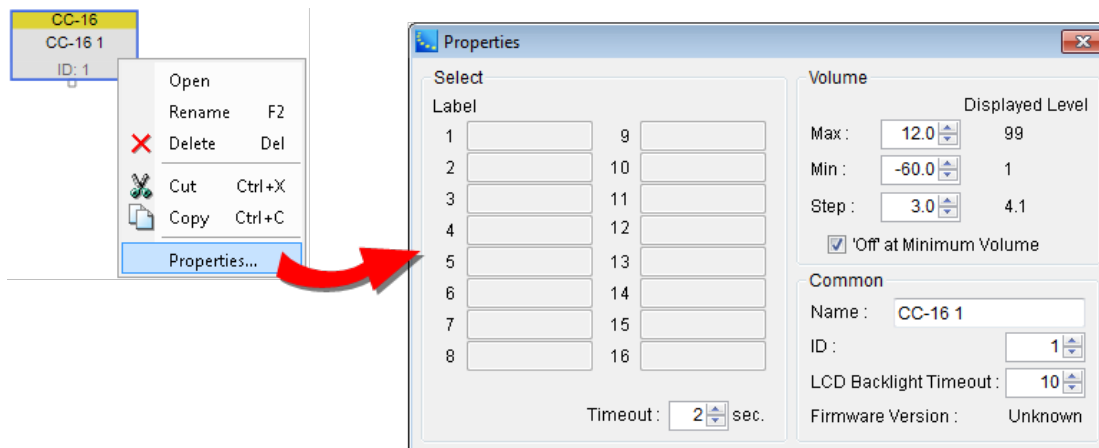 CC-16
CC-16 1
ID: 1
Open
Rename F2
Delete Del
Cut Ctrl+X
Copy Ctrl+C
Properties...
Properties
Select
Label
1 9
2 10
3 11
4 12
5 13
6 14
7 15
8 16
Timeout : 2 sec.
Volume
Displayed Level
Max : 12.0 99
Min : -60.0 1
Step : 3.0 4.1
'Off' at Minimum Volume
Common
Name : CC-16 1
ID : 1
LCD Backlight Timeout : 10
Firmware Version : Unknown